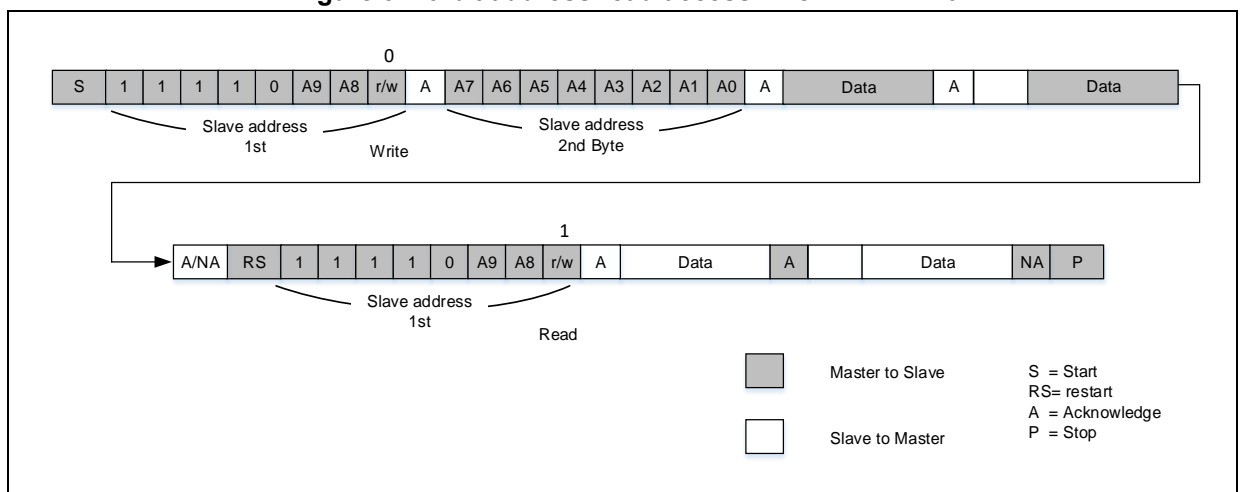 0
S 1 1 1 1 0 A9 A8 r/w A A7 A6 A5 A4 A3 A2 A1 A0 A Data A Data
Slave address
1st
Write
Slave address
2nd Byte
1
A/NA RS 1 1 1 1 0 A9 A8 r/w A Data A Data NA P
Slave address
1st
Read
Master to Slave
Slave to Master
S = Start
RS= restart
A = Acknowledge
P = Stop